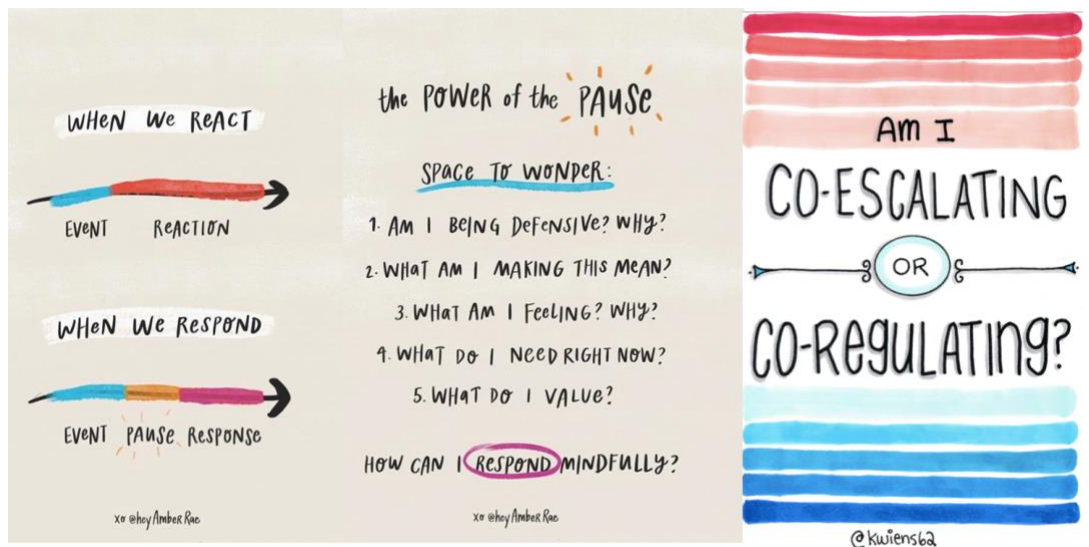 WHEN WE REACT
EVENT REACTION
WHEN WE RESPOND
EVENT PAUSE RESPONSE
xo @heyAmberRae
the POWER of the PAUSE
SPACE TO WONDER:
1. AM I BEING DEFENSIVE? WHY?
2. WHAT AM I MAKING THIS MEAN?
3. WHAT AM I FEELING? WHY?
4. WHAT DO I NEED RIGHT NOW?
5. WHAT DO I VALUE?
HOW CAN I RESPOND MINDFULLY?
xo @heyAmberRae
Am I
CO-ESCALATING
OR
CO-REGULATING?
@kwiens62